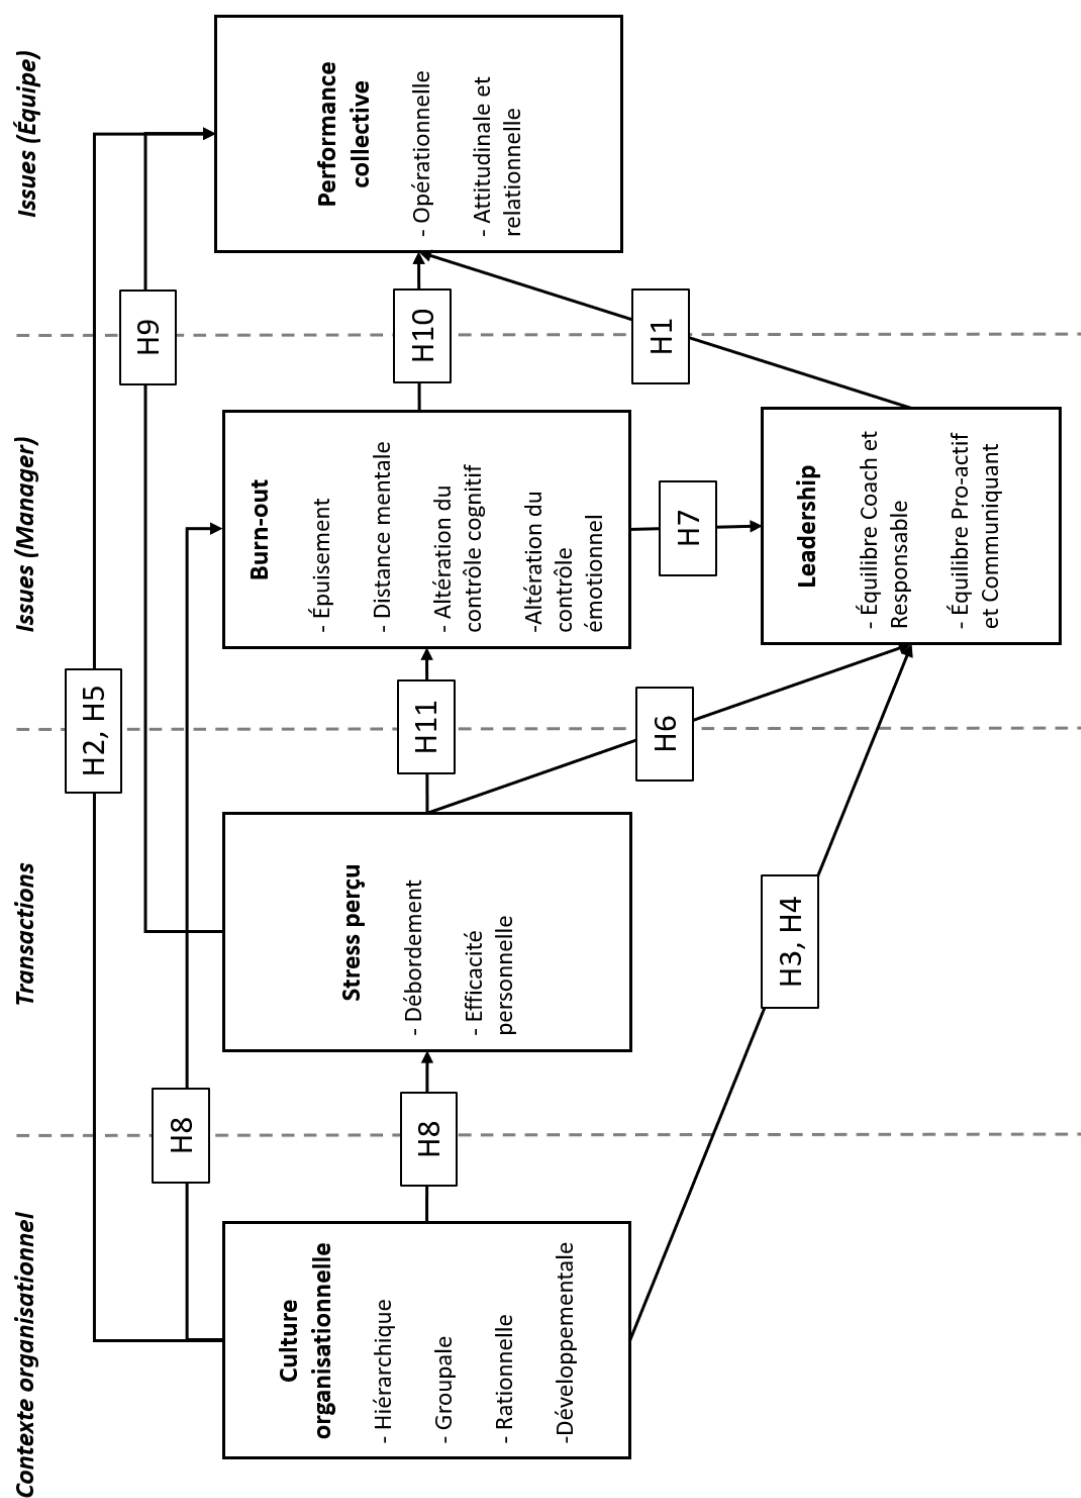 Contexte organisationnel
Transactions
Issues (Manager)
Issues (Équipe)
H2, H5
H9
H8
Culture
organisationnelle
- Hiérarchique
- Groupale
- Rationnelle
-Développementale
H8
Stress perçu
- Débordement
- Efficacité
personnelle
H11
Burn-out
- Épuisement
- Distance mentale
- Altération du
contrôle cognitif
-Altération du
contrôle
émotionnel
H10
Performance
collective
- Opérationnelle
- Attitudinale et
relationnelle
H6
H7
H1
H3, H4
Leadership
- Équilibre Coach et
Responsable
- Équilibre Pro-actif
et Communiquant